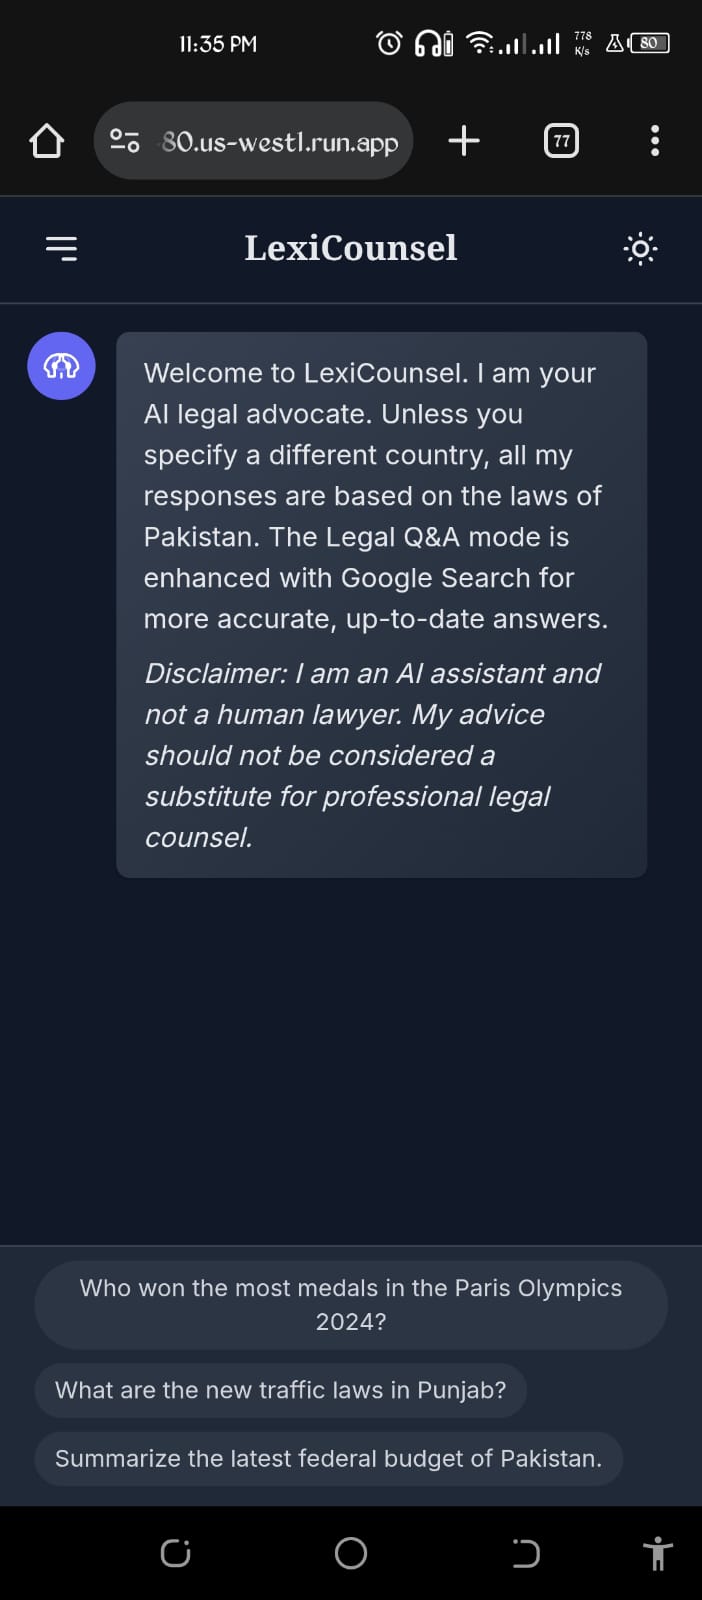 11:35 PM
778
K/s
80
80.us-west1.run.app
77
LexiCounsel
Welcome to LexiCounsel. I am your
AI legal advocate. Unless you
specify a different country, all my
responses are based on the laws of
Pakistan. The Legal Q&A mode is
enhanced with Google Search for
more accurate, up-to-date answers.
Disclaimer: I am an AI assistant and
not a human lawyer. My advice
should not be considered a
substitute for professional legal
counsel.
Who won the most medals in the Paris Olympics
2024?
What are the new traffic laws in Punjab?
Summarize the latest federal budget of Pakistan.